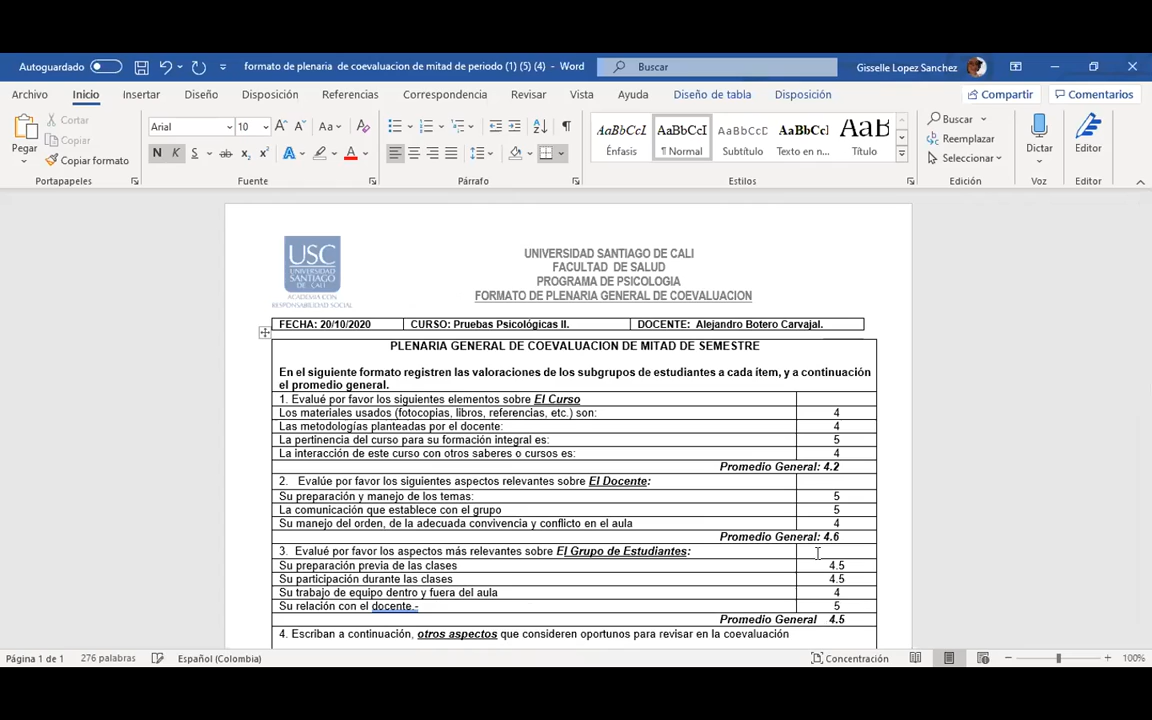 Autoguardado
formato de plenaria de coevaluacion de mitad de periodo (1) (5) (4) - Word
Buscar
Gisselle Lopez Sanchez
Archivo Inicio Insertar Diseño Disposición Referencias Correspondencia Revisar Vista Ayuda Diseño de tabla Disposición Compartir Comentarios
Pegar
Cortar
Copiar
Copiar formato
Portapapeles
Arial 10
Fuente
Párrafo
AaBbCcI Énfasis
AaBbCcI ¶ Normal
AaBbCcI Subtítulo
AaBbCcI Texto en n...
AaBb Título
Estilos
Buscar
Reemplazar
Seleccionar
Edición
Dictar
Voz
Editor
Editor
USC
UNIVERSIDAD
SANTIAGO
DE CALI
ACADEMIA CON
RESPONSABILIDAD SOCIAL
UNIVERSIDAD SANTIAGO DE CALI
FACULTAD DE SALUD
PROGRAMA DE PSICOLOGIA
FORMATO DE PLENARIA GENERAL DE COEVALUACION
FECHA: 20/10/2020 CURSO: Pruebas Psicológicas II. DOCENTE: Alejandro Botero Carvajal.
PLENARIA GENERAL DE COEVALUACION DE MITAD DE SEMESTRE
En el siguiente formato registren las valoraciones de los subgrupos de estudiantes a cada ítem, y a continuación
el promedio general.
1. Evalué por favor los siguientes elementos sobre El Curso
Los materiales usados (fotocopias, libros, referencias, etc.) son: 4
Las metodologías planteadas por el docente: 4
La pertinencia del curso para su formación integral es: 5
La interacción de este curso con otros saberes o cursos es: 4
Promedio General: 4.2
2. Evalúe por favor los siguientes aspectos relevantes sobre El Docente:
Su preparación y manejo de los temas: 5
La comunicación que establece con el grupo 5
Su manejo del orden, de la adecuada convivencia y conflicto en el aula 4
Promedio General: 4.6
3. Evalué por favor los aspectos más relevantes sobre El Grupo de Estudiantes:
Su preparación previa de las clases 4.5
Su participación durante las clases 4.5
Su trabajo de equipo dentro y fuera del aula 4
Su relación con el docente.- 5
Promedio General 4.5
4. Escriban a continuación, otros aspectos que consideren oportunos para revisar en la coevaluación
Página 1 de 1 276 palabras Español (Colombia) Concentración 100%